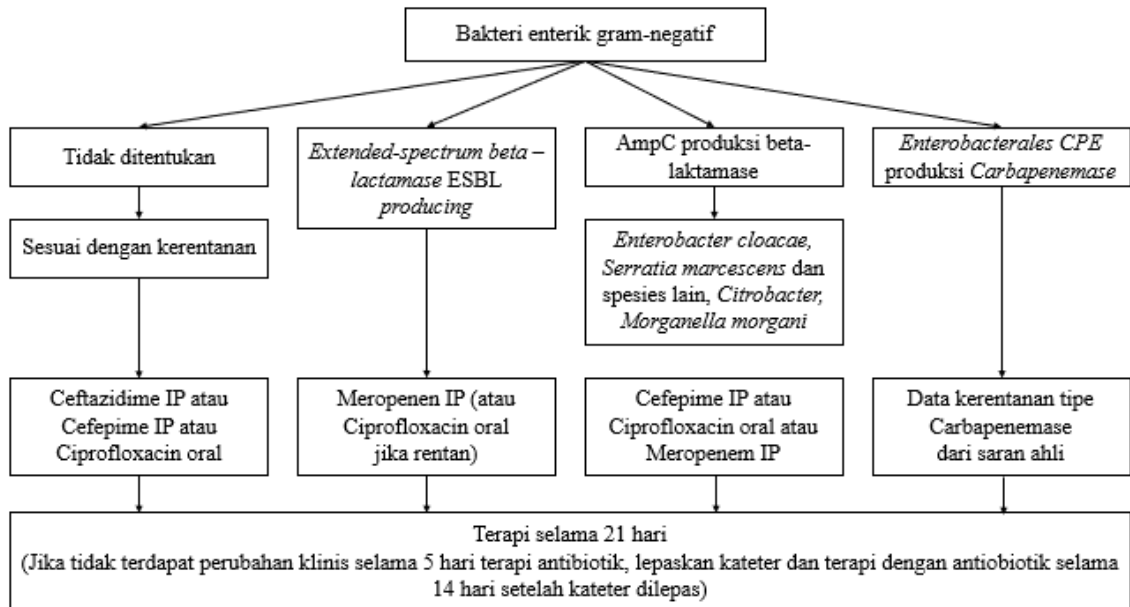 Bakteri enterik gram-negatif
Tidak ditentukan
Extended-spectrum beta –
lactamase ESBL
producing
AmpC produksi beta-
laktamase
Enterobacterales CPE
produksi Carbapenemase
Sesuai dengan kerentanan
Enterobacter cloacae,
Serratia marcescens dan
spesies lain, Citrobacter,
Morganella morgani
Ceftazidime IP atau
Cefepime IP atau
Ciprofloxacin oral
Meropenen IP (atau
Ciprofloxacin oral
jika rentan)
Cefepime IP atau
Ciprofloxacin oral atau
Meropenem IP
Data kerentanan tipe
Carbapenemase
dari saran ahli
Terapi selama 21 hari
(Jika tidak terdapat perubahan klinis selama 5 hari terapi antibiotik, lepaskan kateter dan terapi dengan antiobiotik selama
14 hari setelah kateter dilepas)